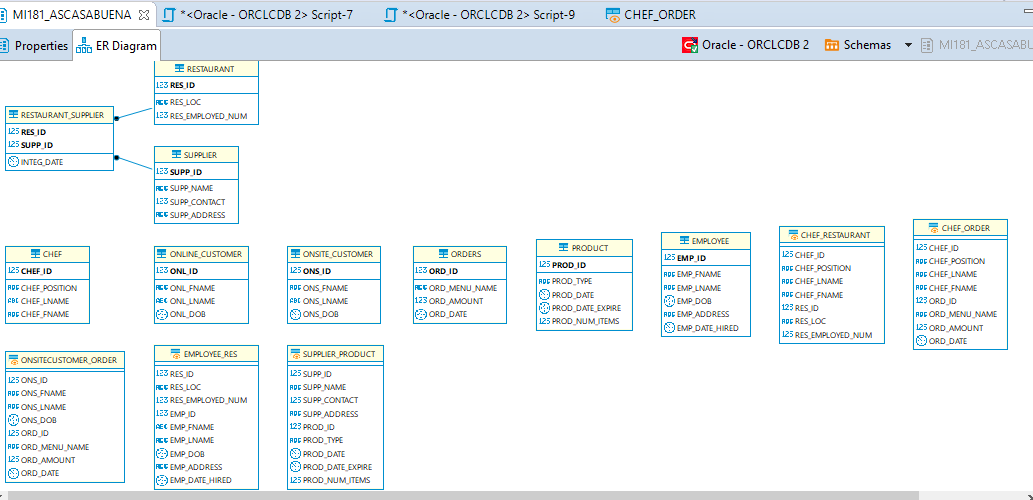 MI181_ASCASABUENA
*<Oracle - ORCLCDB 2> Script-7
*<Oracle - ORCLCDB 2> Script-9
CHEF_ORDER
Properties
ER Diagram
Oracle - ORCLCDB 2
Schemas
MI181_ASCASABU
RESTAURANT
123 RES_ID
ABC RES_LOC
123 RES_EMPLOYED_NUM
RESTAURANT_SUPPLIER
123 RES_ID
123 SUPP_ID
INTEG_DATE
SUPPLIER
123 SUPP_ID
ABC SUPP_NAME
123 SUPP_CONTACT
ABC SUPP_ADDRESS
CHEF
123 CHEF_ID
ABC CHEF_POSITION
ABC CHEF_LNAME
ABC CHEF_FNAME
ONLINE_CUSTOMER
123 ONL_ID
ABC ONL_FNAME
ABC ONL_LNAME
ONL_DOB
ONSITE_CUSTOMER
123 ONS_ID
ABC ONS_FNAME
ABC ONS_LNAME
ONS_DOB
ORDERS
123 ORD_ID
ABC ORD_MENU_NAME
123 ORD_AMOUNT
ORD_DATE
PRODUCT
123 PROD_ID
ABC PROD_TYPE
PROD_DATE
PROD_DATE_EXPIRE
123 PROD_NUM_ITEMS
EMPLOYEE
123 EMP_ID
ABC EMP_FNAME
ABC EMP_LNAME
EMP_DOB
ABC EMP_ADDRESS
EMP_DATE_HIRED
CHEF_RESTAURANT
123 CHEF_ID
ABC CHEF_POSITION
ABC CHEF_LNAME
ABC CHEF_FNAME
123 RES_ID
ABC RES_LOC
123 RES_EMPLOYED_NUM
CHEF_ORDER
123 CHEF_ID
ABC CHEF_POSITION
ABC CHEF_LNAME
ABC CHEF_FNAME
123 ORD_ID
ABC ORD_MENU_NAME
123 ORD_AMOUNT
ORD_DATE
ONSITECUSTOMER_ORDER
123 ONS_ID
ABC ONS_FNAME
ABC ONS_LNAME
ONS_DOB
123 ORD_ID
ABC ORD_MENU_NAME
123 ORD_AMOUNT
ORD_DATE
EMPLOYEE_RES
123 RES_ID
ABC RES_LOC
123 RES_EMPLOYED_NUM
123 EMP_ID
ABC EMP_FNAME
ABC EMP_LNAME
EMP_DOB
ABC EMP_ADDRESS
EMP_DATE_HIRED
SUPPLIER_PRODUCT
123 SUPP_ID
ABC SUPP_NAME
123 SUPP_CONTACT
ABC SUPP_ADDRESS
123 PROD_ID
ABC PROD_TYPE
PROD_DATE
PROD_DATE_EXPIRE
123 PROD_NUM_ITEMS